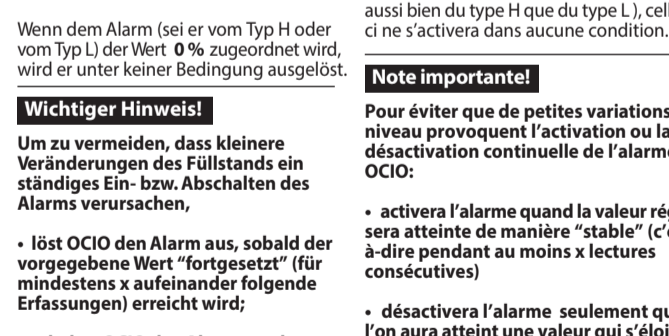 Wenn dem Alarm (sei er vom Typ H oder
vom Typ L) der Wert 0 % zugeordnet wird,
wird er unter keiner Bedingung ausgelöst.
Wichtiger Hinweis!
Um zu vermeiden, dass kleinere
Veränderungen des Füllstands ein
ständiges Ein- bzw. Abschalten des
Alarms verursachen,
• löst OCIO den Alarm aus, sobald der
vorgegebene Wert “fortgesetzt” (für
mindestens x aufeinander folgende
Erfassungen) erreicht wird;
aussi bien du type H que du type L ),
ci ne s’activera dans aucune condition.
Note importante!
Pour éviter que de petites variations
niveau provoquent l’activation ou la
désactivation continuelle de l’alarme
OCIO:
• activera l’alarme quand la valeur
sera atteinte de manière “stable”
à-dire pendant au moins x lectures
consécutives)
• désactivera l’alarme seulement
l’on aura atteint une valeur qui